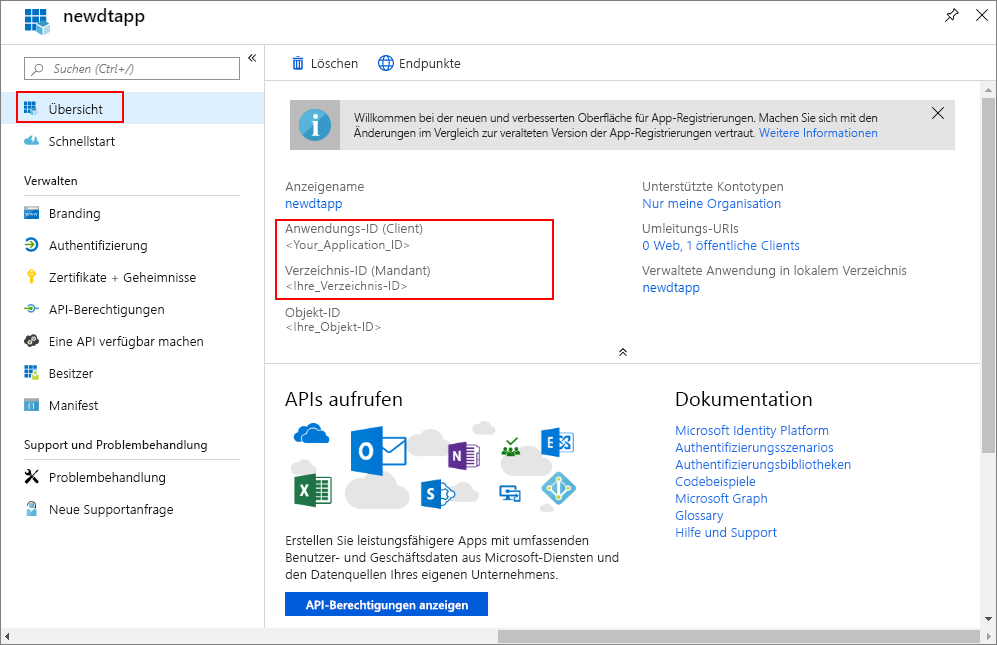 newdtapp
Suchen (Ctrl+/)
Übersicht
Schnellstart
Verwalten
Branding
Authentifizierung
Zertifikate + Geheimnisse
API-Berechtigungen
Eine API verfügbar machen
Besitzer
Manifest
Support und Problembehandlung
Problembehandlung
Neue Supportanfrage
Löschen
Endpunkte
Willkommen bei der neuen und verbesserten Oberfläche für App-Registrierungen. Machen Sie sich mit den
Änderungen im Vergleich zur veralteten Version der App-Registrierungen vertraut. Weitere Informationen
Anzeigename
newdtapp
Anwendungs-ID (Client)
<Your_Application_ID>
Verzeichnis-ID (Mandant)
<Ihre_Verzeichnis-ID>
Objekt-ID
<Ihre_Objekt-ID>
Unterstützte Kontotypen
Nur meine Organisation
Umleitungs-URIs
0 Web, 1 öffentliche Clients
Verwaltete Anwendung in lokalem Verzeichnis
newdtapp
APIs aufrufen
Erstellen Sie leistungsfähigere Apps mit umfassenden
Benutzer- und Geschäftsdaten aus Microsoft-Diensten und
den Datenquellen Ihres eigenen Unternehmens.
API-Berechtigungen anzeigen
Dokumentation
Microsoft Identity Platform
Authentifizierungsszenarios
Authentifizierungsbibliotheken
Codebeispiele
Microsoft Graph
Glossary
Hilfe und Support